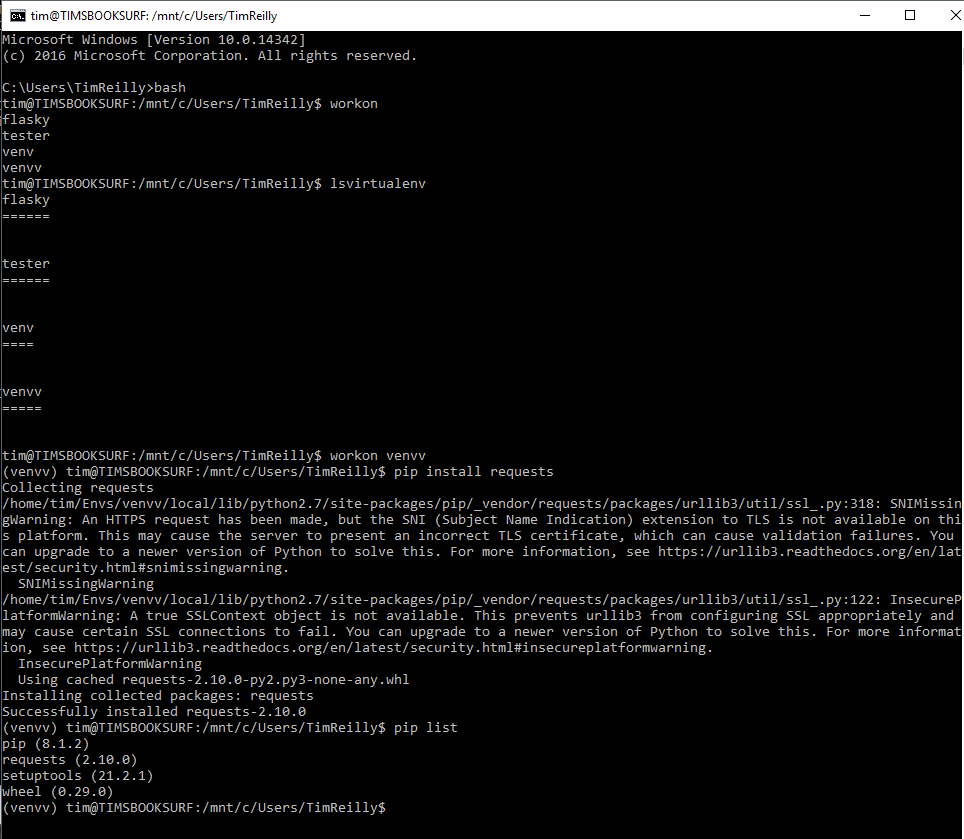 tim@TIMSBOOKSURF: /mnt/c/Users/TimReilly
Microsoft Windows [Version 10.0.14342]
(c) 2016 Microsoft Corporation. All rights reserved.
C:\Users\TimReilly>bash
tim@TIMSBOOKSURF:/mnt/c/Users/TimReilly$ workon
flasky
tester
venv
venvv
tim@TIMSBOOKSURF:/mnt/c/Users/TimReilly$ lsvirtualenv
flasky
======
tester
======
venv
====
venvv
=====
tim@TIMSBOOKSURF:/mnt/c/Users/TimReilly$ workon venvv
(venvv) tim@TIMSBOOKSURF:/mnt/c/Users/TimReilly$ pip install requests
Collecting requests
/home/tim/Envs/venvv/local/lib/python2.7/site-packages/pip/_vendor/requests/packages/urllib3/util/ssl_.py:318: SNIMissin
gWarning: An HTTPS request has been made, but the SNI (Subject Name Indication) extension to TLS is not available on thi
s platform. This may cause the server to present an incorrect TLS certificate, which can cause validation failures. You
can upgrade to a newer version of Python to solve this. For more information, see https://urllib3.readthedocs.org/en/lat
est/security.html#snimissingwarning.
  SNIMissingWarning
/home/tim/Envs/venvv/local/lib/python2.7/site-packages/pip/_vendor/requests/packages/urllib3/util/ssl_.py:122: InsecureP
latformWarning: A true SSLContext object is not available. This prevents urllib3 from configuring SSL appropriately and
may cause certain SSL connections to fail. You can upgrade to a newer version of Python to solve this. For more informat
ion, see https://urllib3.readthedocs.org/en/latest/security.html#insecureplatformwarning.
  InsecurePlatformWarning
  Using cached requests-2.10.0-py2.py3-none-any.whl
Installing collected packages: requests
Successfully installed requests-2.10.0
(venvv) tim@TIMSBOOKSURF:/mnt/c/Users/TimReilly$ pip list
pip (8.1.2)
requests (2.10.0)
setuptools (21.2.1)
wheel (0.29.0)
(venvv) tim@TIMSBOOKSURF:/mnt/c/Users/TimReilly$